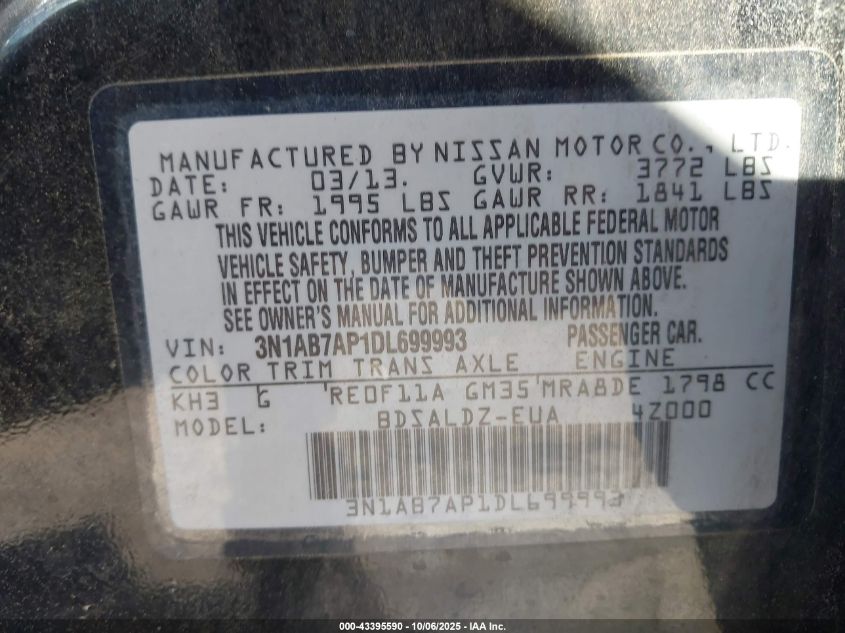 MANUFACTURED BY NISSAN MOTOR CO., LTD.
DATE: 03/13. GVWR: 3772 LBS
GAWR FR: 1995 LBS GAWR RR: 1841 LBS
THIS VEHICLE CONFORMS TO ALL APPLICABLE FEDERAL MOTOR
VEHICLE SAFETY, BUMPER AND THEFT PREVENTION STANDARDS
IN EFFECT ON THE DATE OF MANUFACTURE SHOWN ABOVE.
SEE OWNER'S MANUAL FOR ADDITIONAL INFORMATION.
VIN: 3N1AB7AP1DL699993 PASSENGER CAR.
COLOR TRIM TRANS AXLE ENGINE
KH3 G 'RE0F11A GM35'MRA8DE 1798 CC
MODEL: BDSALDZ-EUA 4Z000
3N1AB7AP1DL699993
000-43395590 - 10/06/2025 - IAA Inc.